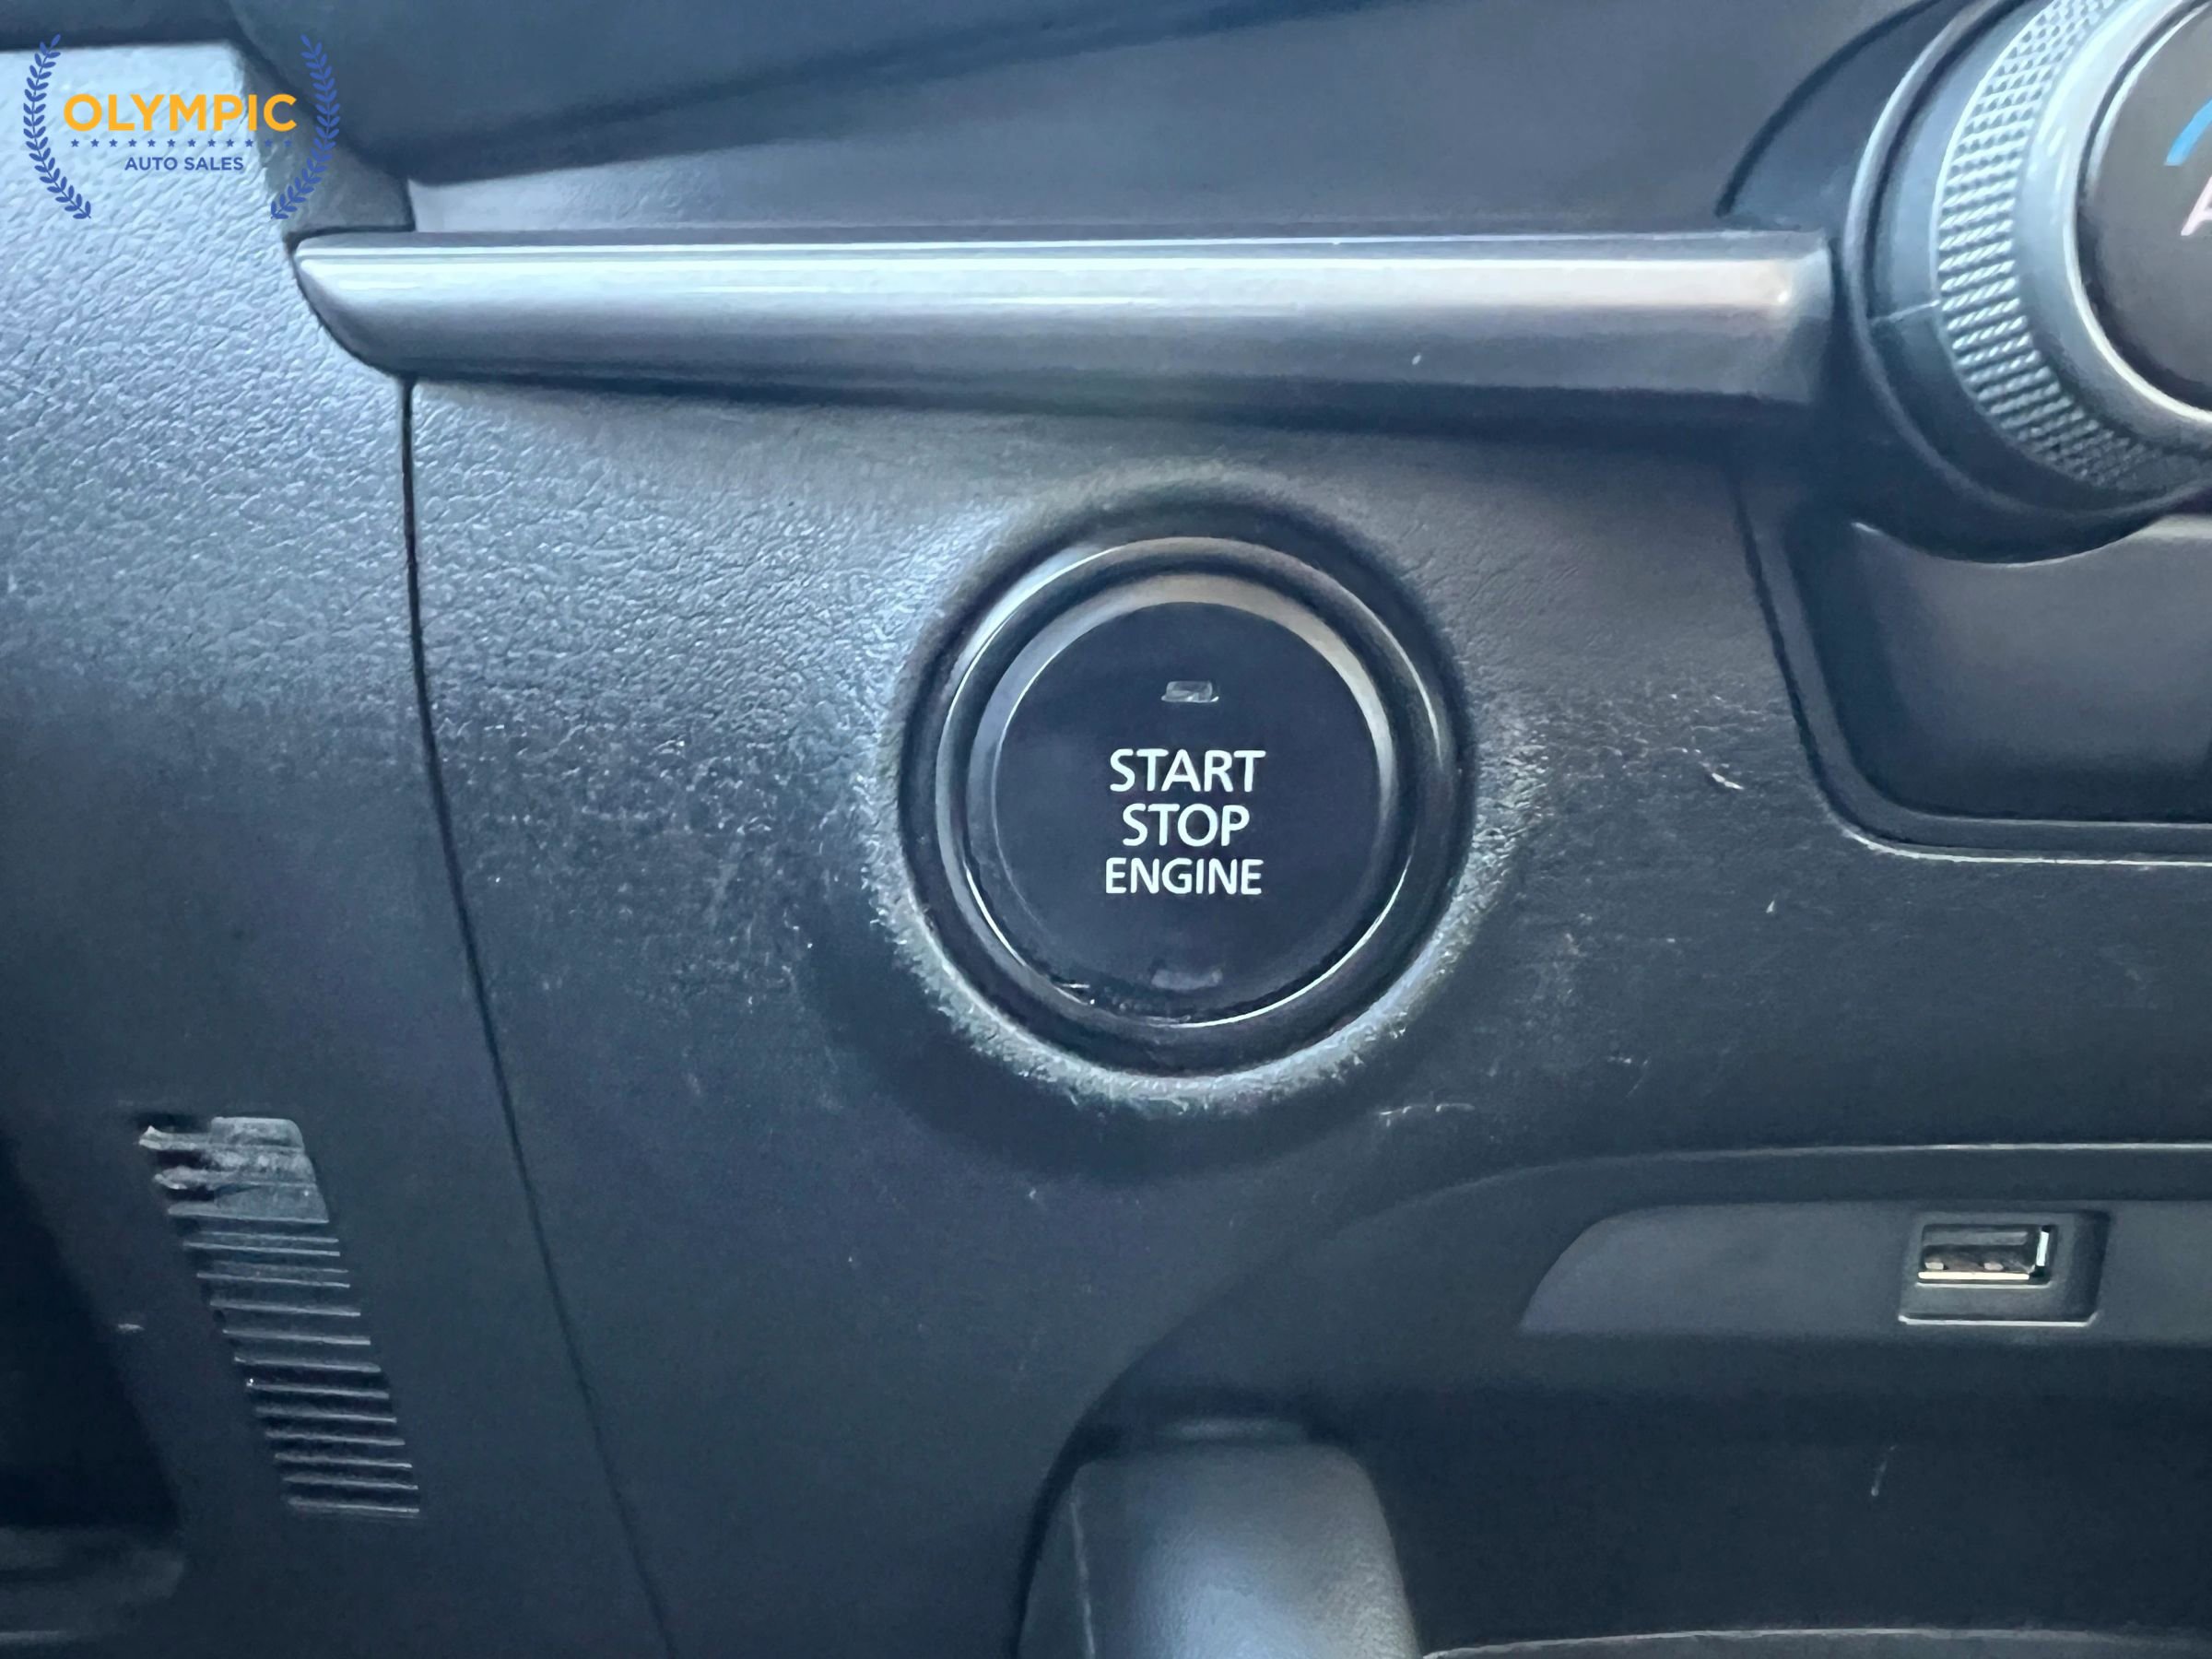 OLYMPIC
AUTO SALES
START
STOP
ENGINE